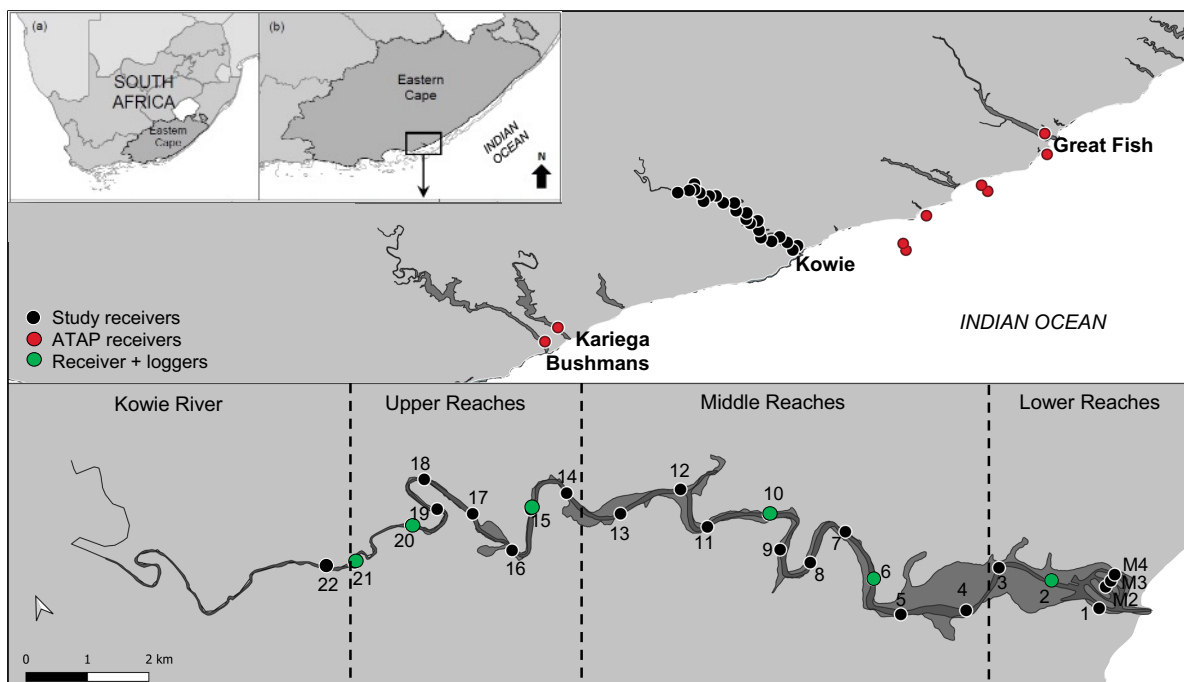 (a)
SOUTH
AFRICA
Eastern
Cape
(b)
Eastern
Cape
INDIAN
OCEAN
N
Great Fish
Kowie
INDIAN OCEAN
Kariega
Bushmans
Study receivers
ATAP receivers
Receiver + loggers
Kowie River
Upper Reaches
Middle Reaches
Lower Reaches
18
17
19
20
21
22
16
15
14
13
12
11
10
9
8
7
6
5
4
3
2
1
M4
M3
M2
0 1 2 km